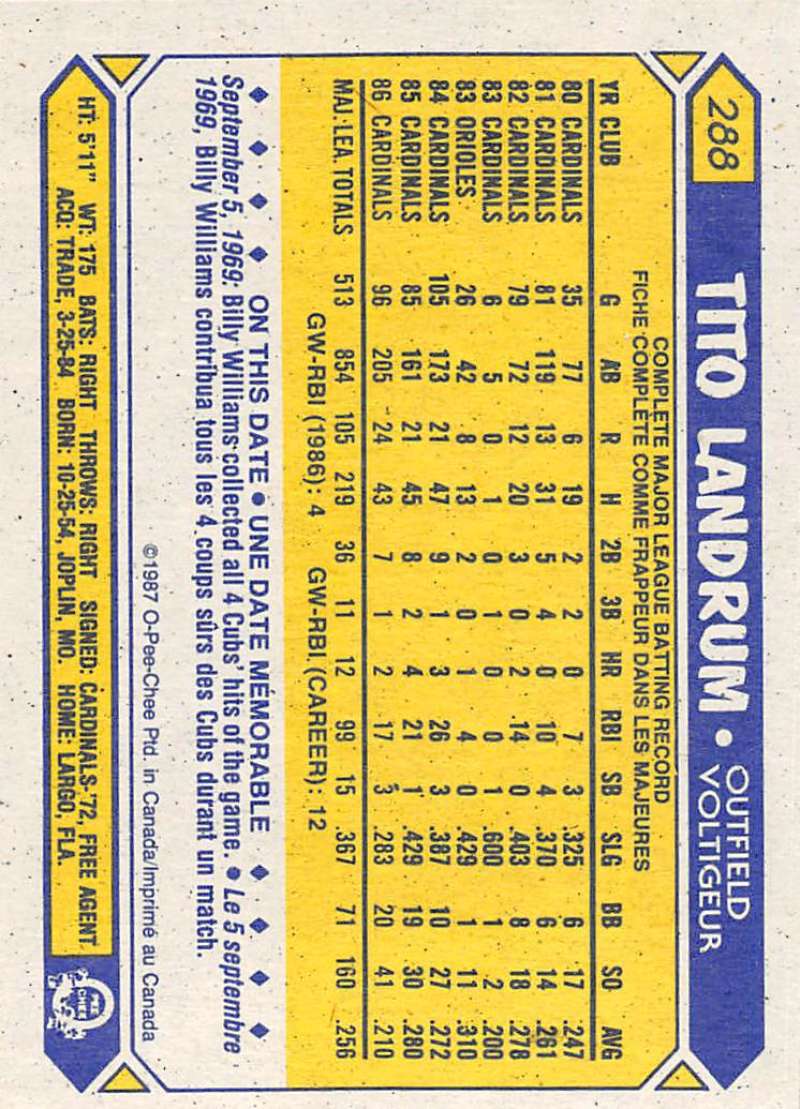 288
TITO LANDRUM • OUTFIELD
VOLTIGEUR
COMPLETE MAJOR LEAGUE BATTING RECORD
FICHE COMPLÈTE COMME FRAPPEUR DANS LES MAJEURES
YR CLUB G AB R H 2B 3B HR RBI SB SLG BB SO AVG
80 CARDINALS 35 77 6 19 2 2 0 7 3 .325 6 17 .247
81 CARDINALS 81 119 13 31 5 4 0 10 4 .370 6 14 .261
82 CARDINALS 79 72 12 20 3 0 2 14 0 .403 8 18 .278
83 CARDINALS 6 5 0 1 0 1 0 0 1 .600 1 2 .200
83 ORIOLES 26 42 8 13 2 0 1 4 0 .429 1 11 .310
84 CARDINALS 105 173 21 47 9 1 3 26 3 .387 10 27 .272
85 CARDINALS 85 161 21 45 8 2 4 21 1 .429 19 30 .280
86 CARDINALS 96 205 24 43 7 1 2 17 3 .283 20 41 .210
MAJ. LEA. TOTALS 513 854 105 219 36 11 12 99 15 .367 71 160 .256
GW-RBI (1986): 4 GW-RBI (CAREER): 12
ON THIS DATE • UNE DATE MÉMORABLE
September 5, 1969: Billy Williams collected all 4 Cubs' hits of the game. • Le 5 septembre
1969, Billy Williams contribua tous les 4 coups sûrs des Cubs durant un match.
©1987 O-Pee-Chee Ptd. in Canada/Imprimé au Canada
HT: 5'11" WT: 175 BATS: RIGHT THROWS: RIGHT SIGNED: CARDINALS-'72, FREE AGENT
ACQ: TRADE, 3-25-84 BORN: 10-25-54, JOPLIN, MO. HOME: LARGO, FLA.
O PEE CHEE